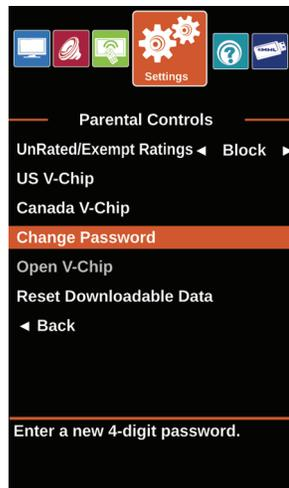 MHL
Settings
Parental Controls
UnRated/Exempt Ratings ◄ Block ►
US V-Chip
Canada V-Chip
Change Password
Open V-Chip
Reset Downloadable Data
◄ Back
Enter a new 4-digit password.